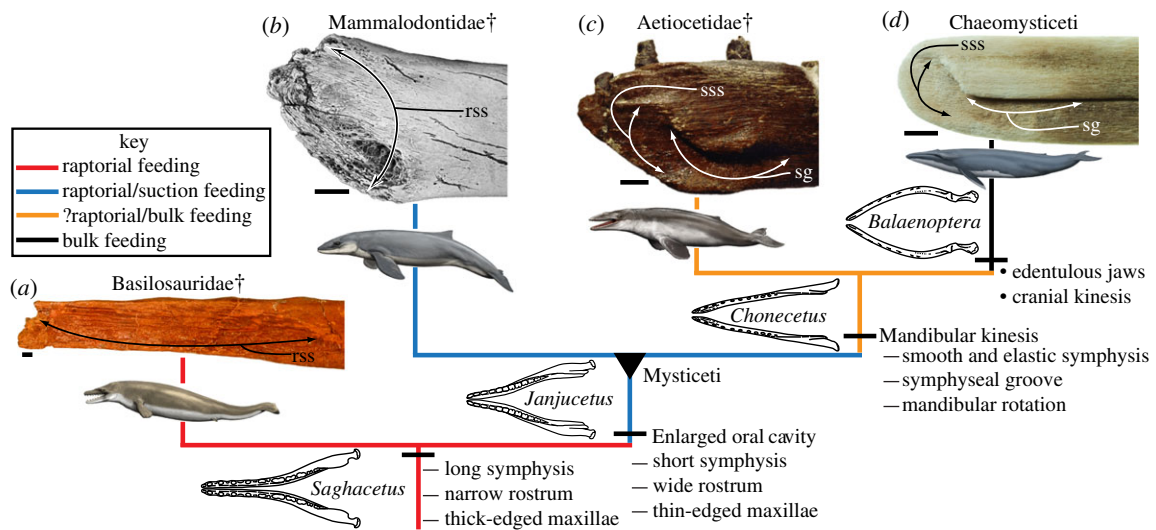 (b) Mammalodontidae†
(c) Aetiocetidae†
(d) Chaeomysticeti
rss
sss
sg
sss
sg
key
raptorial feeding
raptorial/suction feeding
?raptorial/bulk feeding
bulk feeding
(a) Basilosauridae†
rss
Balaenoptera
• edentulous jaws
• cranial kinesis
Chonecetus
Mandibular kinesis
— smooth and elastic symphysis
— symphyseal groove
— mandibular rotation
Mysticeti
Janjucetus
Enlarged oral cavity
— short symphysis
— wide rostrum
— thin-edged maxillae
Saghacetus
— long symphysis
— narrow rostrum
— thick-edged maxillae